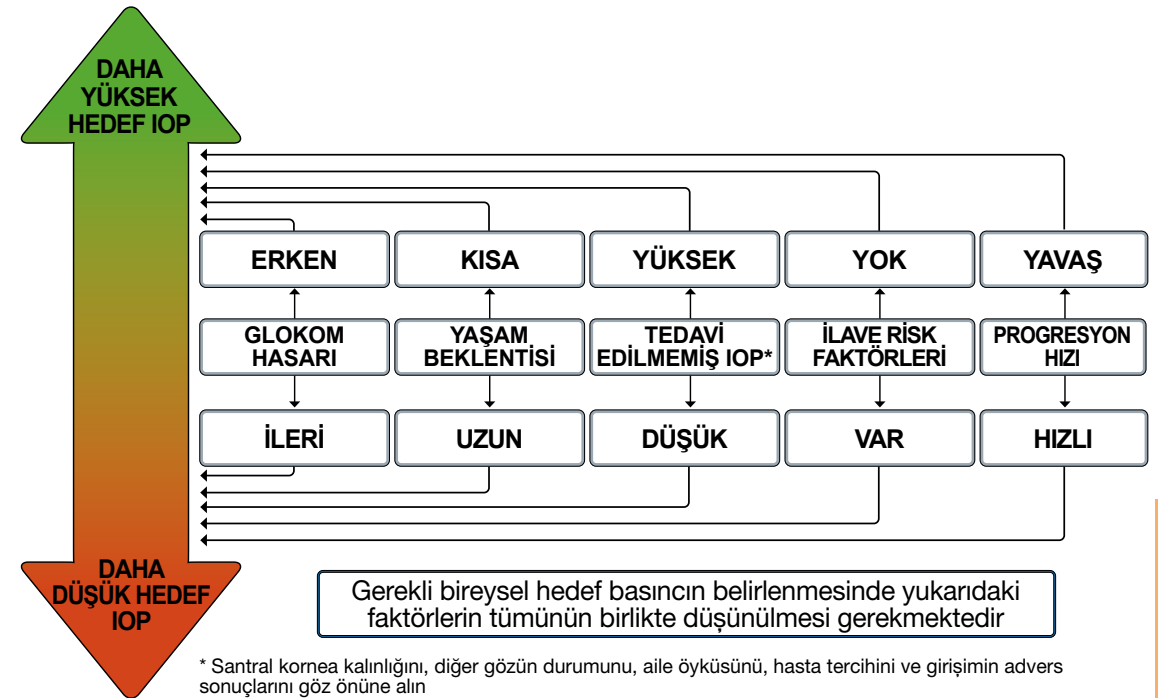 DAHA
YÜKSEK
HEDEF IOP
ERKEN
KISA
YÜKSEK
YOK
YAVAŞ
GLOKOM
HASARI
YAŞAM
BEKLENTİSİ
TEDAVİ
EDİLMEMİŞ IOP*
İLAVE RİSK
FAKTÖRLERİ
PROGRESYON
HIZI
İLERİ
UZUN
DÜŞÜK
VAR
HIZLI
DAHA
DÜŞÜK HEDEF
IOP
Gerekli bireysel hedef basıncın belirlenmesinde yukarıdaki
faktörlerin tümünün birlikte düşünülmesi gerekmektedir
* Santral kornea kalınlığını, diğer gözün durumunu, aile öyküsünü, hasta tercihini ve girişimin advers
sonuçlarını göz önüne alın